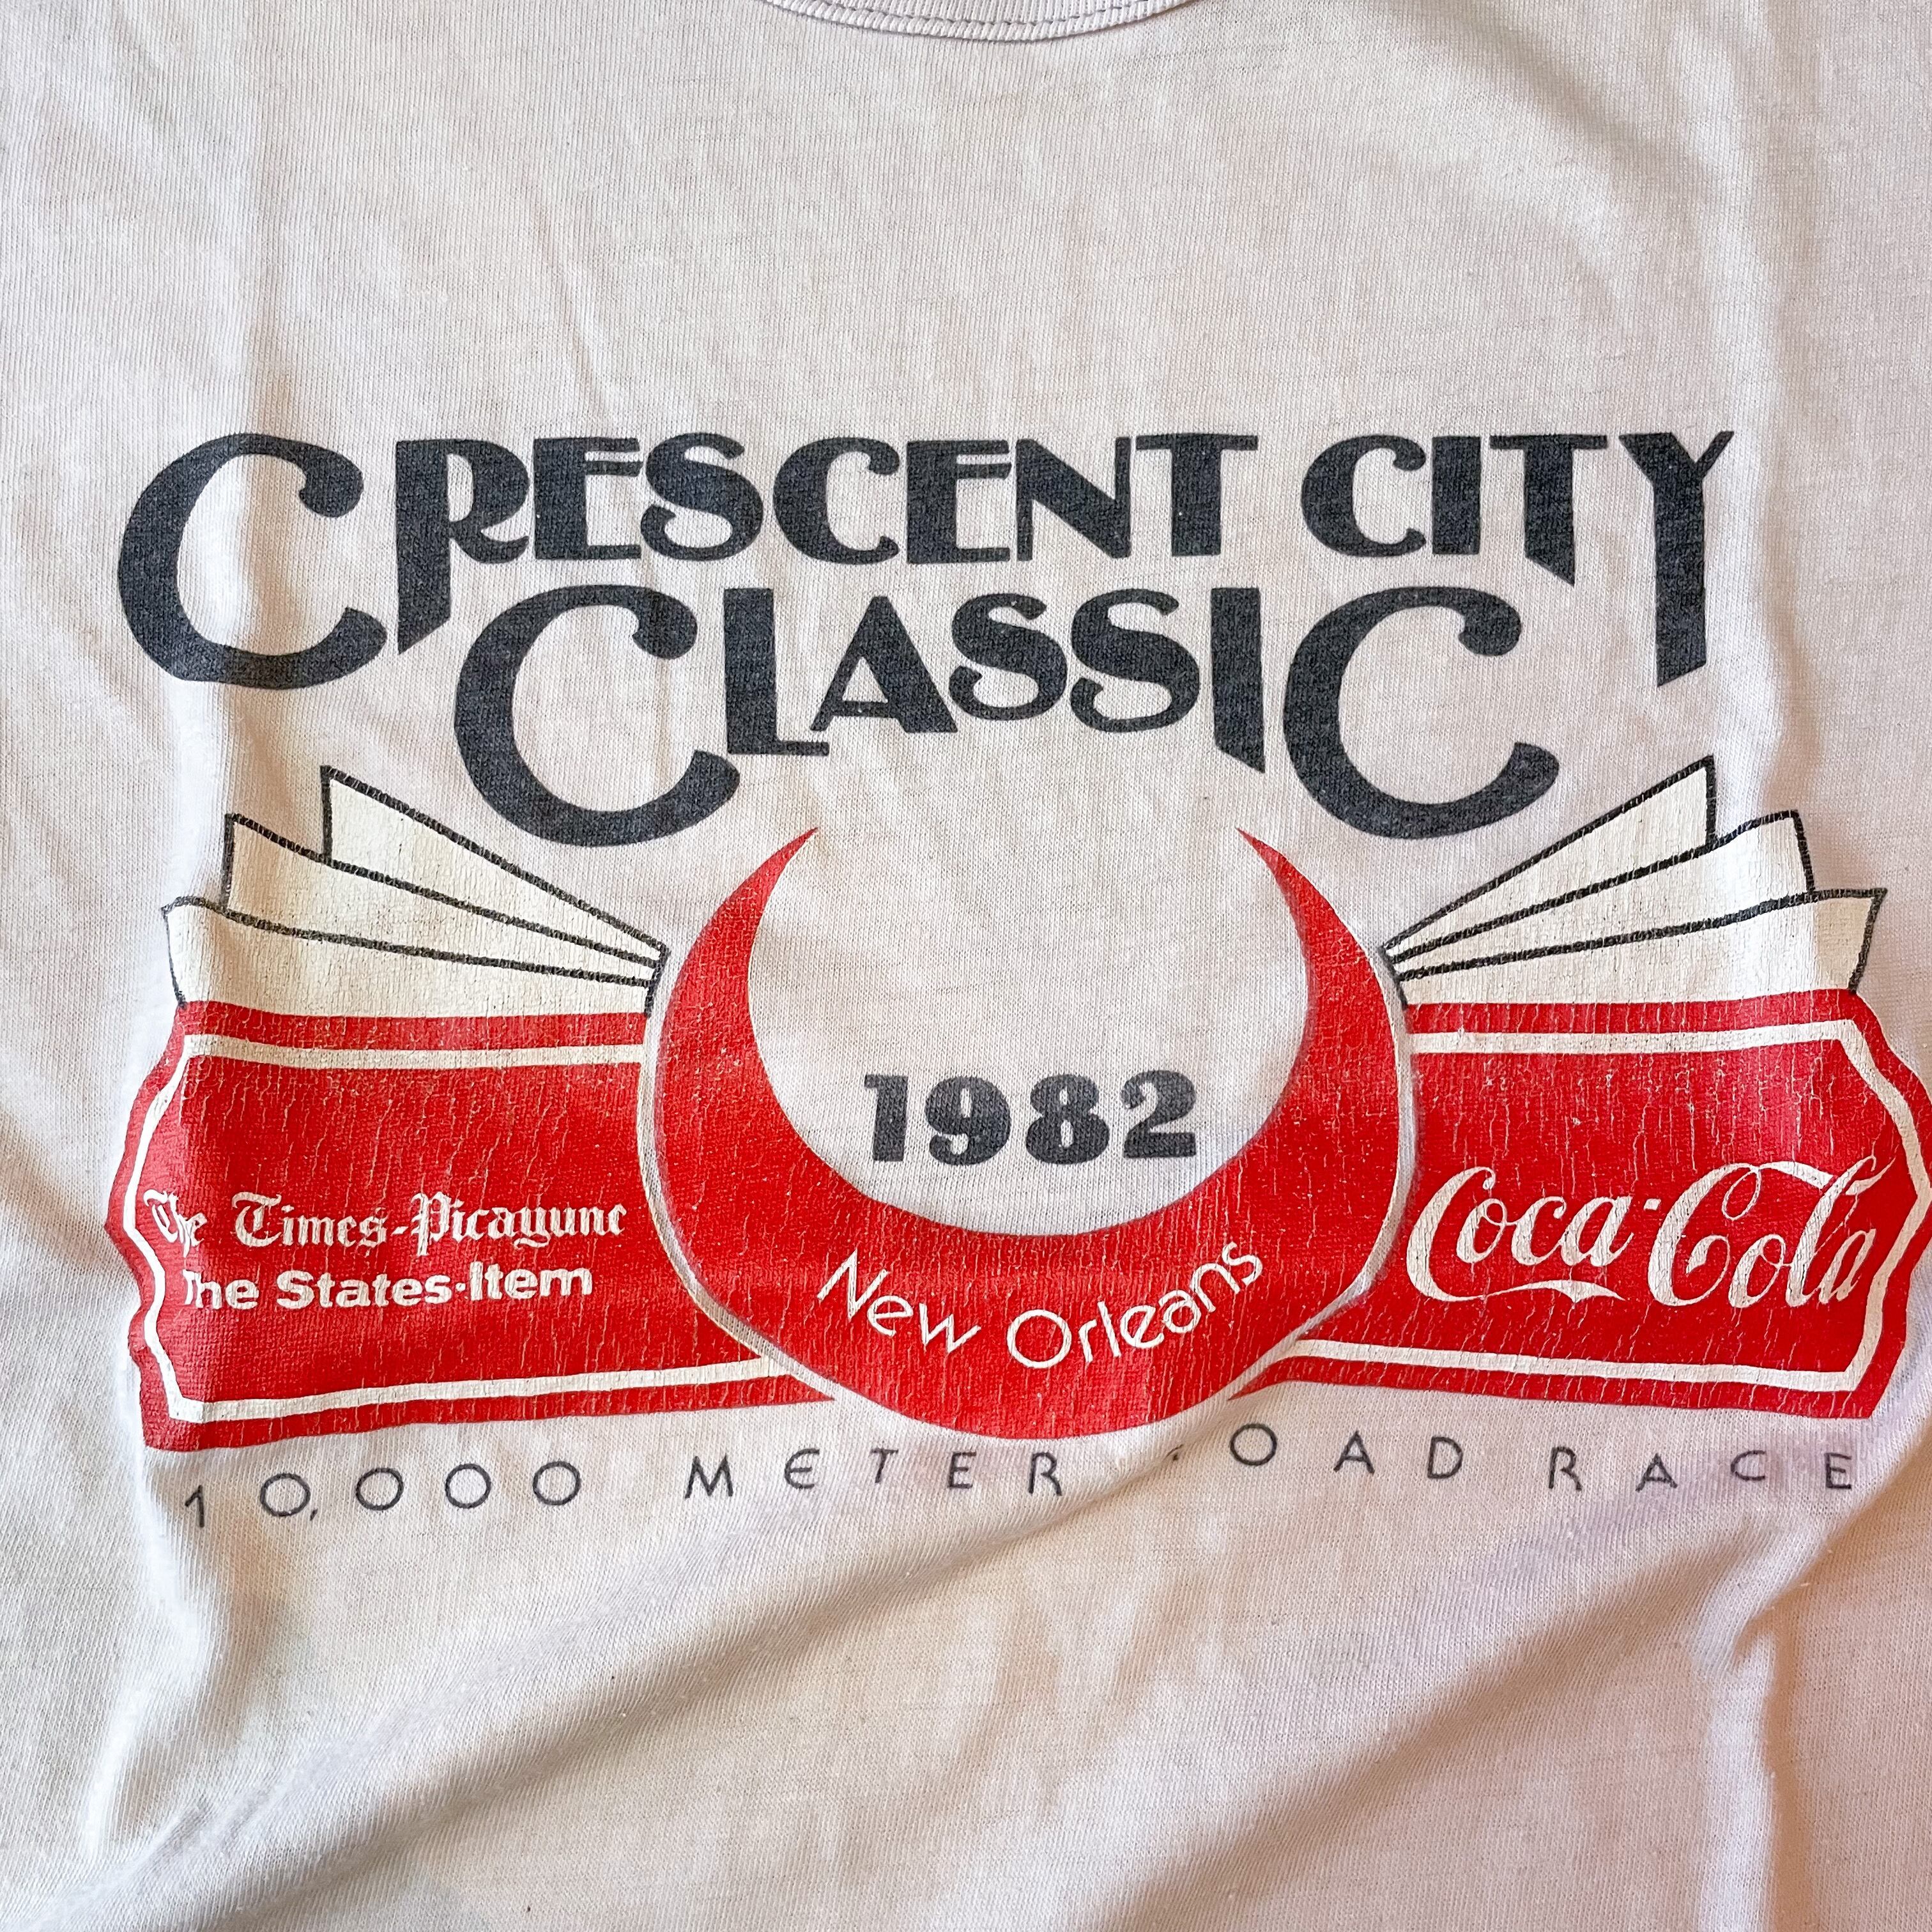 CRESCENT CITY
CLASSIC
1982
The Times-Picayune
The States-Item
New Orleans
Coca-Cola
10,000 METER ROAD RACE